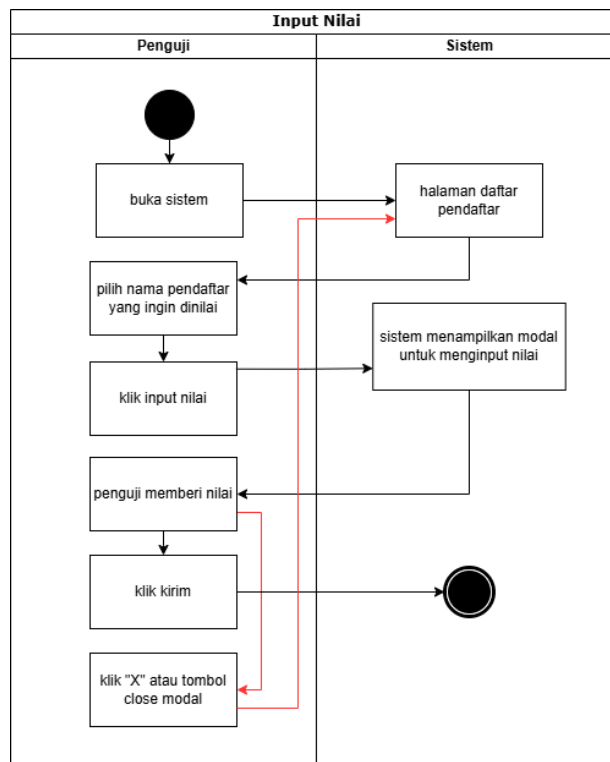 Input Nilai
Penguji
Sistem
buka sistem
halaman daftar
pendaftar
pilih nama pendaftar
yang ingin dinilai
sistem menampilkan modal
untuk menginput nilai
klik input nilai
penguji memberi nilai
klik kirim
klik "X" atau tombol
close modal